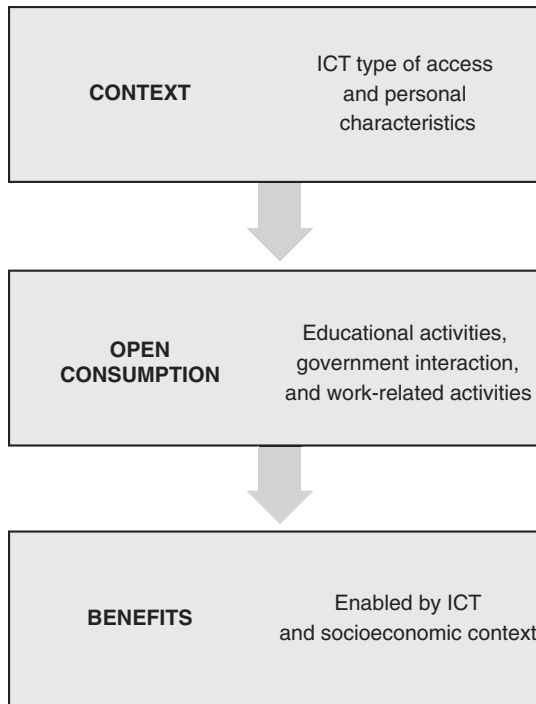 CONTEXT
ICT type of access
and personal
characteristics
OPEN
CONSUMPTION
Educational activities,
government interaction,
and work-related activities
BENEFITS
Enabled by ICT
and socioeconomic context